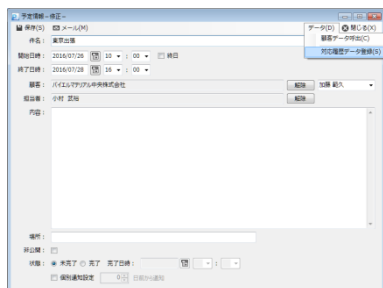 予定情報－修正－
保存(S) メール(M) データ(D) 閉じる(X)
顧客データ呼出(C)
対応履歴データ登録(S)
件名： 東京出張
開始日時： 2016/07/26 10 ： 00 終日
終了日時： 2016/07/28 16 ： 00
顧客： バイエルマテリアル中央株式会社 解除 加藤 範久
担当者： 小村 武裕 解除
内容：
場所：
非公開：
状態： 未完了 完了 完了日時： ：
個別通知設定 0 日前から通知